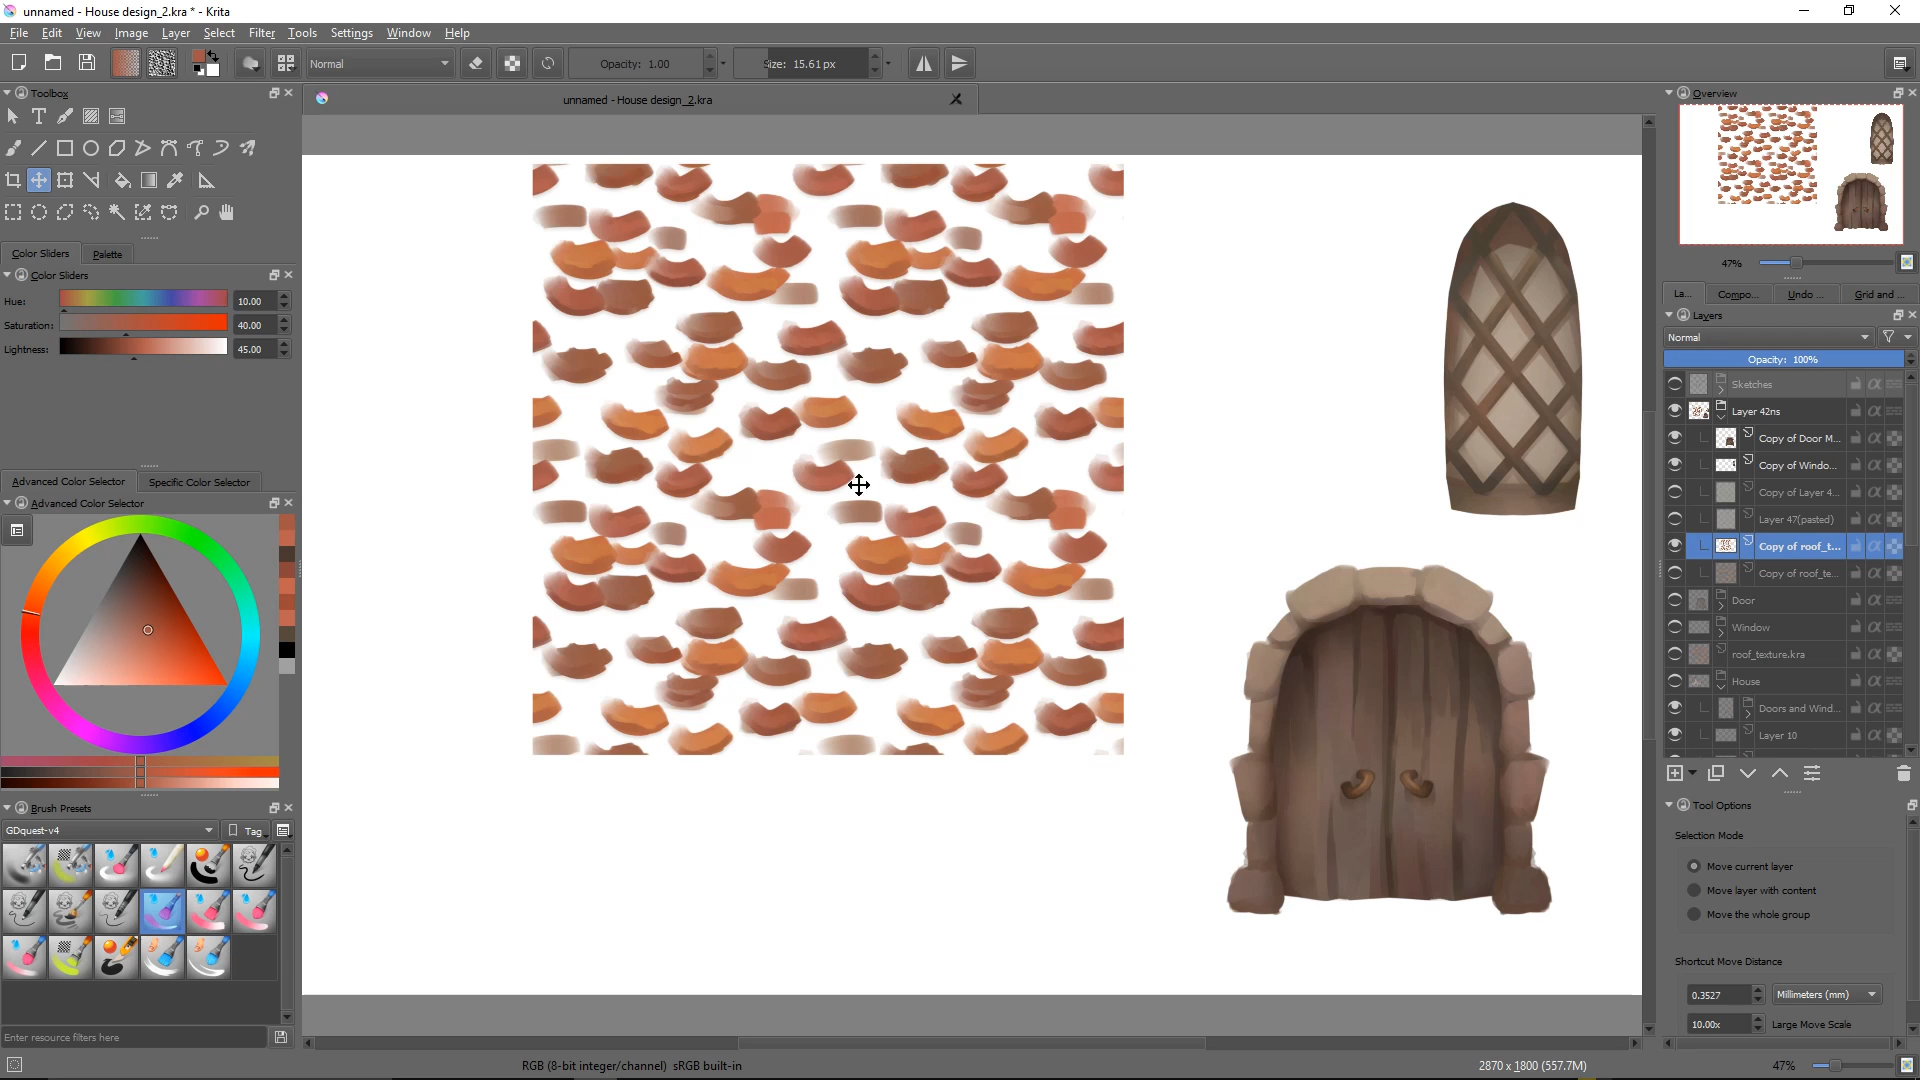 unnamed - House design_2.kra * - Krita
File Edit View Image Layer Select Filter Tools Settings Window Help
Normal Opacity: 1.00 Size: 15.61 px
Toolbox
unnamed - House design_2.kra
Overview
47%
Color Sliders Palette
Color Sliders
Hue: 10.00
Saturation: 40.00
Lightness: 45.00
La... Compo... Undo ... Grid and ...
Layers
Normal
Opacity: 100%
Sketches
Layer 42ns
Copy of Door M...
Copy of Windo...
Copy of Layer 4...
Layer 47(pasted)
Copy of roof_t...
Copy of roof_te...
Door
Window
roof_texture.kra
House
Doors and Wind...
Layer 10
Advanced Color Selector Specific Color Selector
Advanced Color Selector
Brush Presets
GDquest-v4 Tag
Enter resource filters here
Tool Options
Selection Mode
Move current layer
Move layer with content
Move the whole group
Shortcut Move Distance
0.3527 Millimeters (mm)
10.00x Large Move Scale
RGB (8-bit integer/channel) sRGB built-in 2870 x 1800 (557.7M) 47%